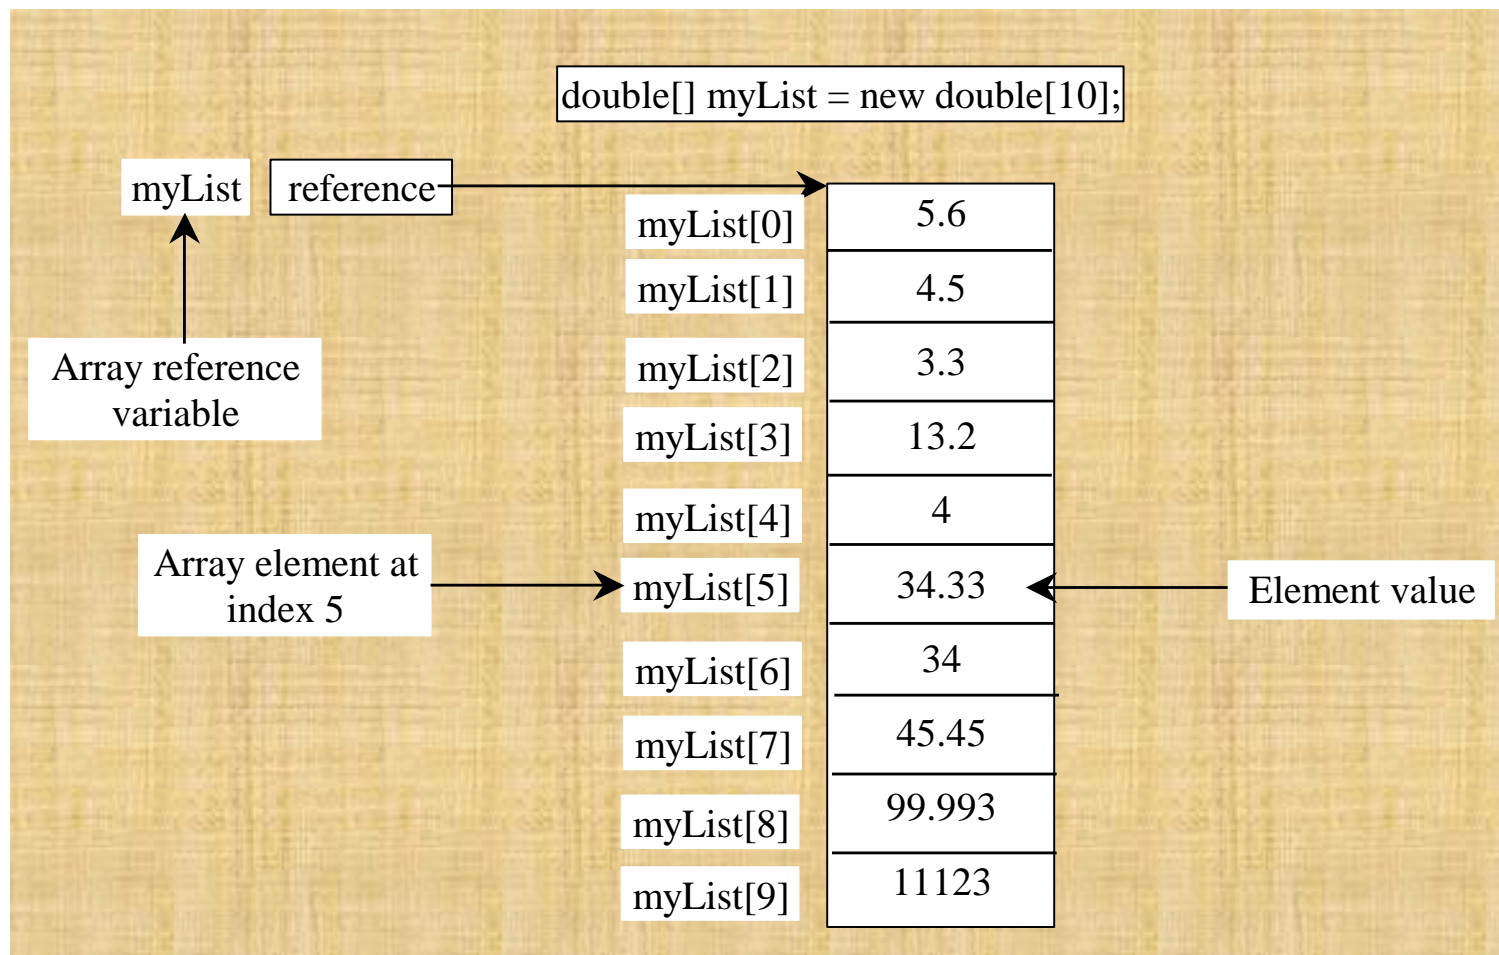 double[] myList = new double[10];
myList
reference
myList[0]
5.6
myList[1]
4.5
Array reference
variable
myList[2]
3.3
myList[3]
13.2
myList[4]
4
Array element at
index 5
myList[5]
34.33
Element value
myList[6]
34
myList[7]
45.45
myList[8]
99.993
myList[9]
11123